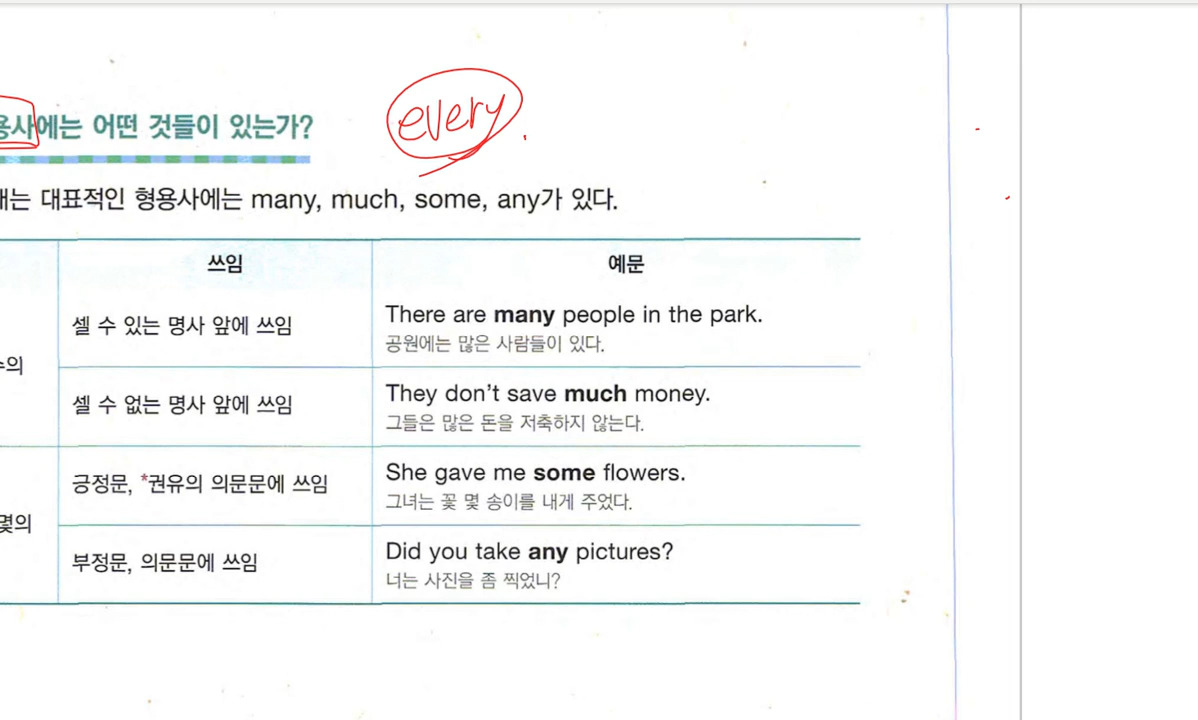 용사에는 어떤 것들이 있는가?
every.
대표적인 형용사에는 many, much, some, any가 있다.
쓰임 예문
셀 수 있는 명사 앞에 쓰임
There are many people in the park.
공원에는 많은 사람들이 있다.
셀 수 없는 명사 앞에 쓰임
They don't save much money.
그들은 많은 돈을 저축하지 않는다.
긍정문, *권유의 의문문에 쓰임
She gave me some flowers.
그녀는 꽃 몇 송이를 내게 주었다.
몇의
부정문, 의문문에 쓰임
Did you take any pictures?
너는 사진을 좀 찍었니?